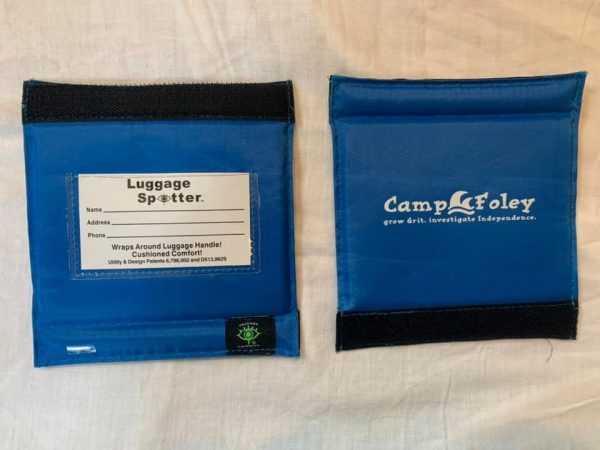 Luggage
Spotter™
Name
Address
Phone
Wraps Around Luggage Handle!
Cushioned Comfort!
Utility & Design Patents 6,796,002 and D513,962S
Camp Foley
grow Grit. investigate Independence.